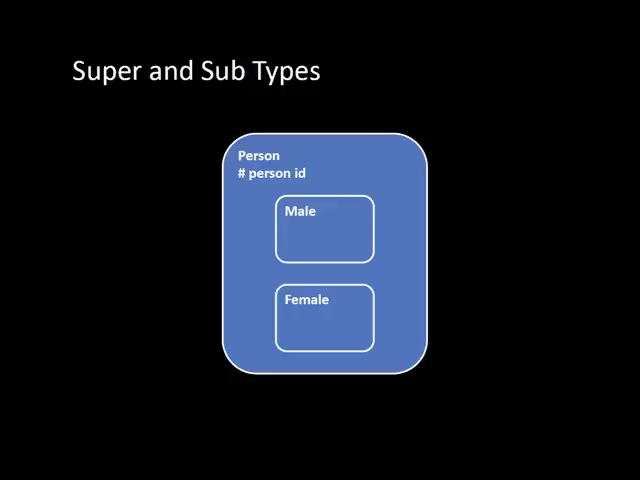 Super and Sub Types
Person
# person id
Male
Female